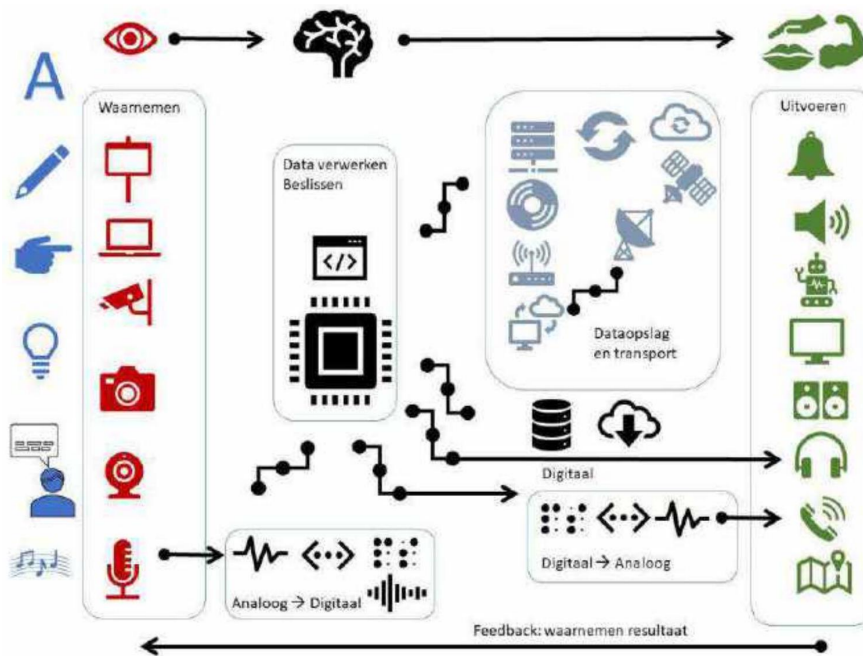 A
Waarnemen
Uitvoeren
Data verwerken
Beslissen
</>
Dataopslag
en transport
Digitaal
Digitaal → Analoog
Analoog → Digitaal
Feedback: waarnemen resultaat